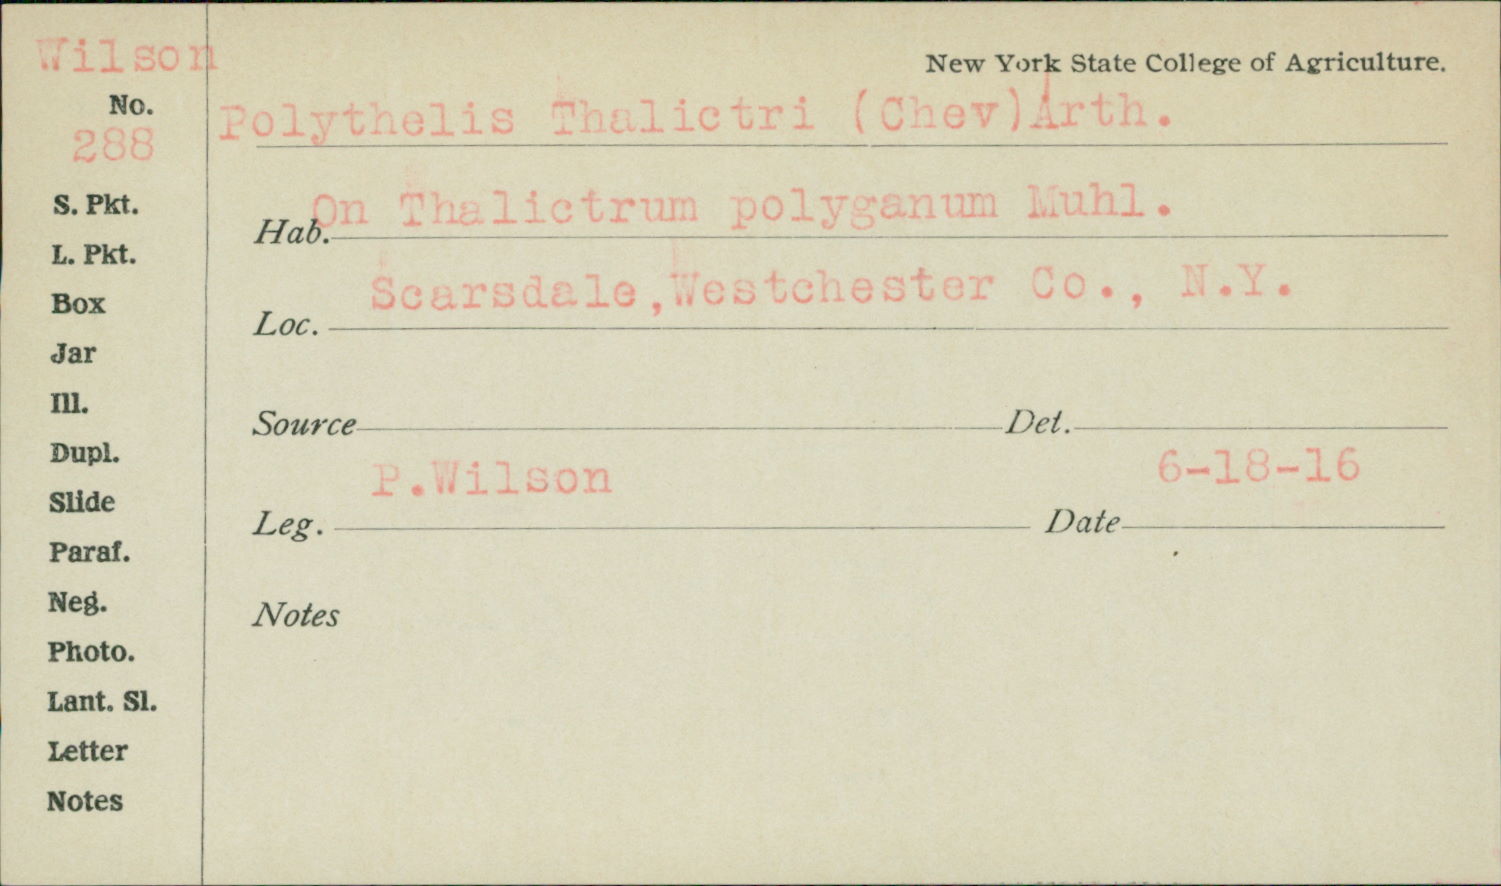 Wilson
New York State College of Agriculture.
No.
288
Polythelis Thalictri (Chev)Arth.
S. Pkt.
L. Pkt.
Box
Jar
Ill.
Dupl.
Slide
Paraf.
Neg.
Photo.
Lant. Sl.
Letter
Notes
Hab. On Thalictrum polyganum Muhl.
Loc. Scarsdale,Westchester Co., N.Y.
Source Det.
Leg. P.Wilson Date 6-18-16
Notes